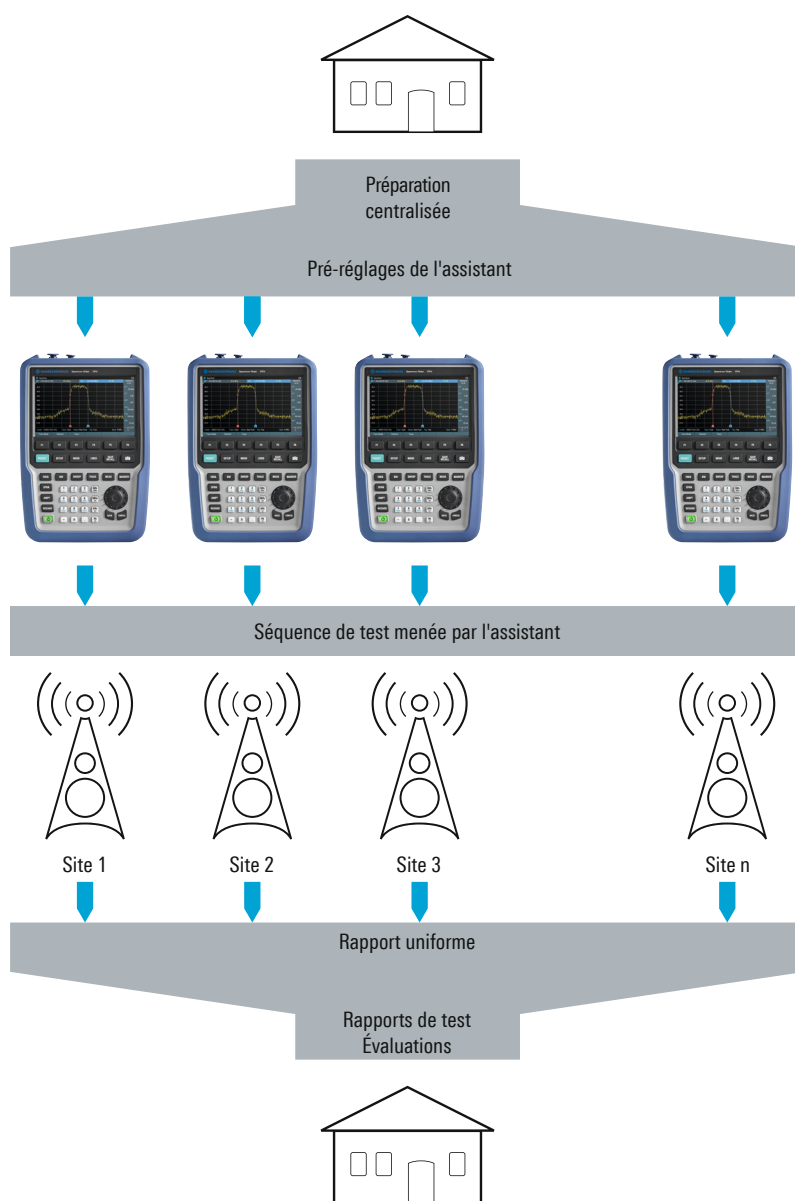 Préparation
centralisée
Pré-réglages de l'assistant
Séquence de test menée par l'assistant
Site 1
Site 2
Site 3
Site n
Rapport uniforme
Rapports de test
Évaluations